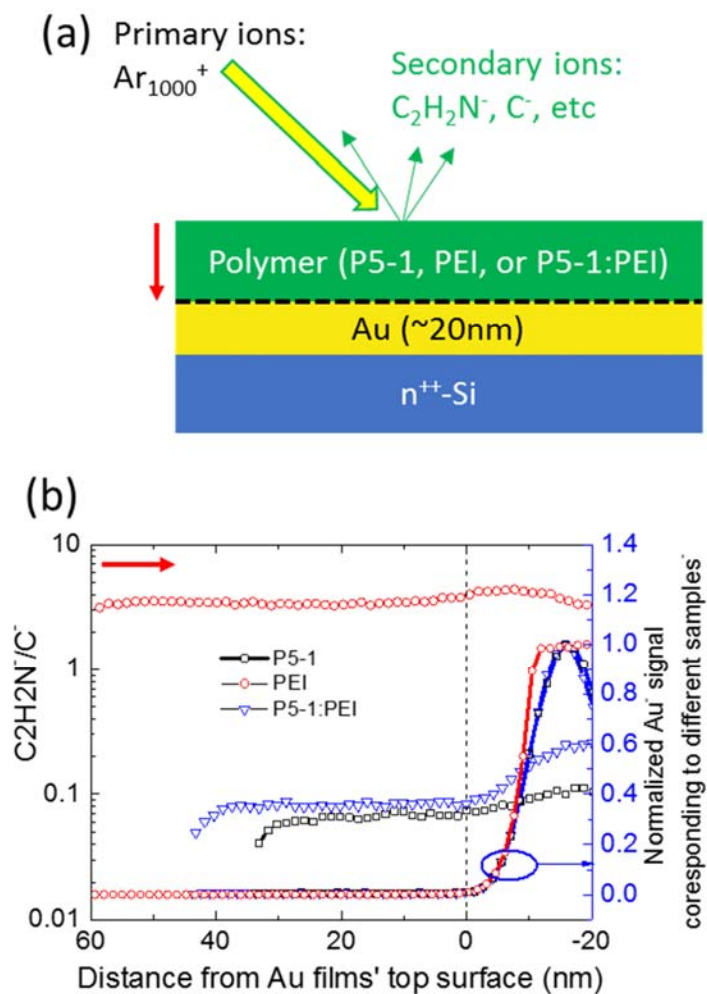 (a) Primary ions:
Ar₁₀₀₀⁺
Secondary ions:
C₂H₂N⁻, C⁻, etc
Polymer (P5-1, PEI, or P5-1:PEI)
Au (~20nm)
n⁺⁺-Si
(b)
10
1
0.1
0.01
C2H2N⁻/C⁻
P5-1
PEI
P5-1:PEI
1.4
1.2
1.0
0.8
0.6
0.4
0.2
0.0
Normalized Au⁻ signal
coresponding to different samples⁻
60 40 20 0 -20
Distance from Au films' top surface (nm)